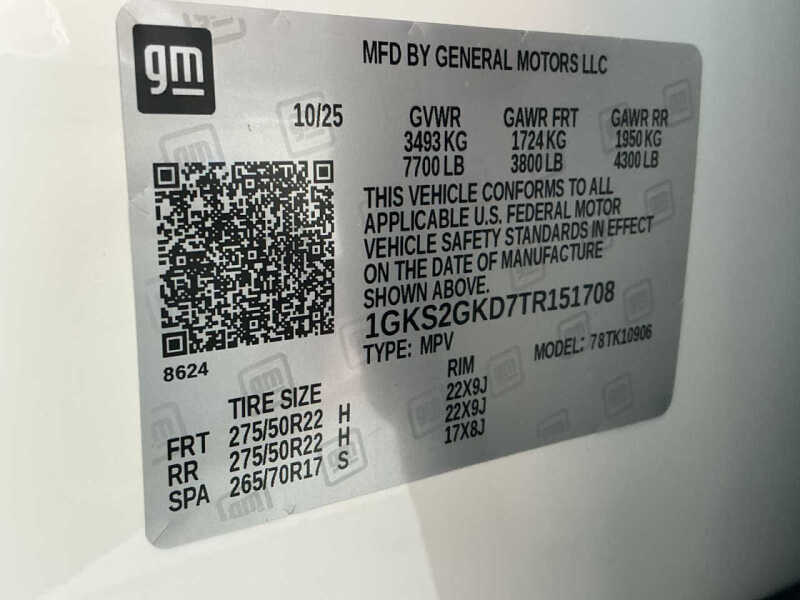 gm
MFD BY GENERAL MOTORS LLC
10/25 GVWR GAWR FRT GAWR RR
3493 KG 1724 KG 1950 KG
7700 LB 3800 LB 4300 LB
THIS VEHICLE CONFORMS TO ALL
APPLICABLE U.S. FEDERAL MOTOR
VEHICLE SAFETY STANDARDS IN EFFECT
ON THE DATE OF MANUFACTURE
SHOWN ABOVE.
1GKS2GKD7TR151708
TYPE: MPV MODEL: 78TK10906
8624
TIRE SIZE RIM
FRT 275/50R22 H 22X9J
RR 275/50R22 H 22X9J
SPA 265/70R17 S 17X8J